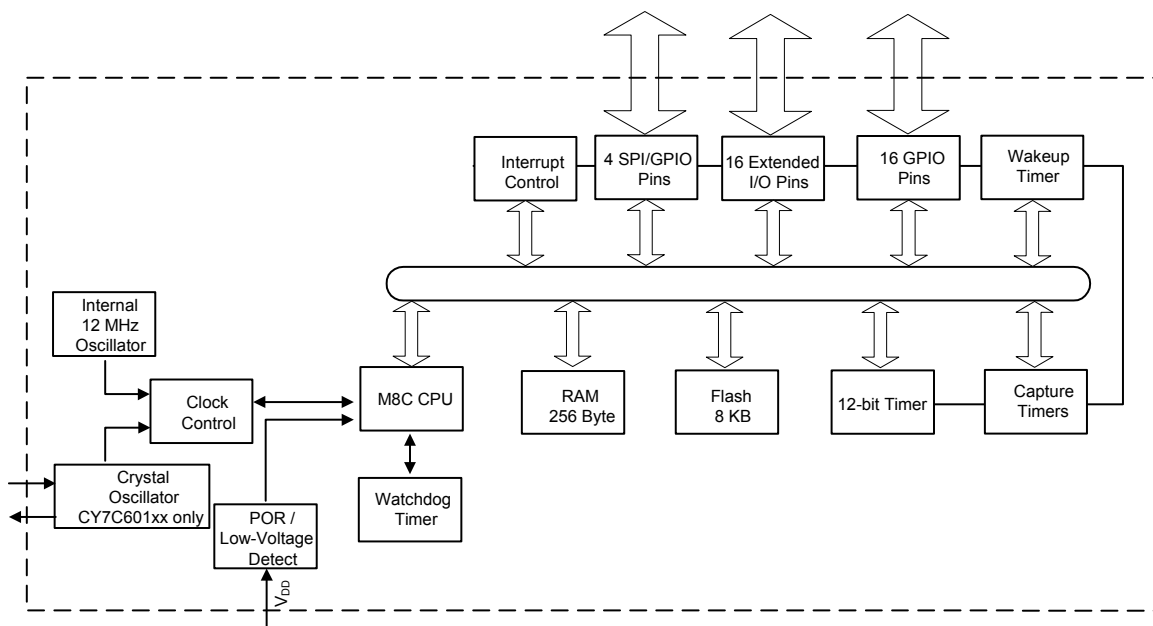 Interrupt
Control
4 SPI/GPIO
Pins
16 Extended
I/O Pins
16 GPIO
Pins
Wakeup
Timer
Internal
12 MHz
Oscillator
Clock
Control
M8C CPU
RAM
256 Byte
Flash
8 KB
12-bit Timer
Capture
Timers
Crystal
Oscillator
CY7C601xx only
POR /
Low-Voltage
Detect
Watchdog
Timer
VDD